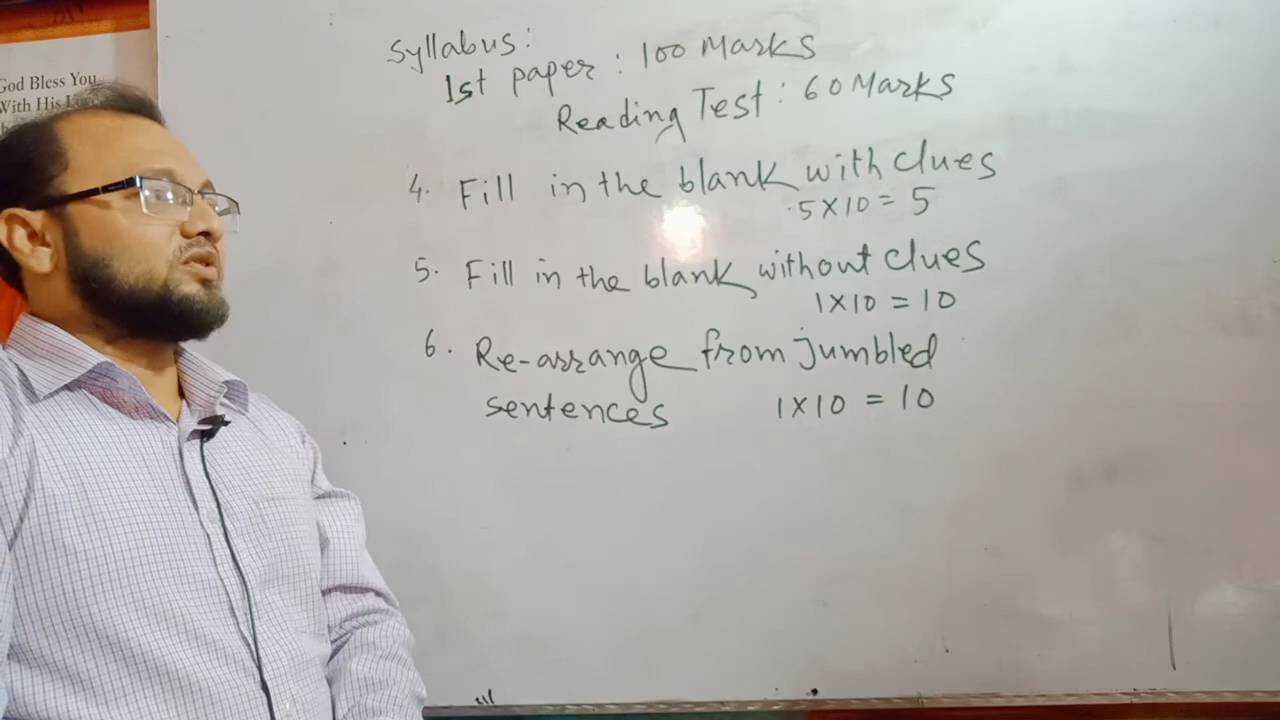 God Bless You
With His Love
Syllabus:
1st paper: 100 Marks
Reading Test: 60 Marks
4. Fill in the blank with clues
.5X10 = 5
5. Fill in the blank without clues
1X10 = 10
6. Re-arrange from jumbled
sentences 1X10 = 10